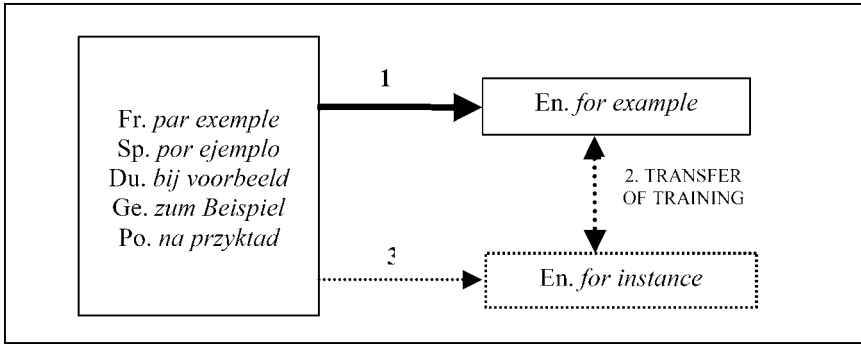 1
Fr. par exemple
Sp. por ejemplo
Du. bij voorbeeld
Ge. zum Beispiel
Po. na przyktad
En. for example
2. TRANSFER
OF TRAINING
3
En. for instance